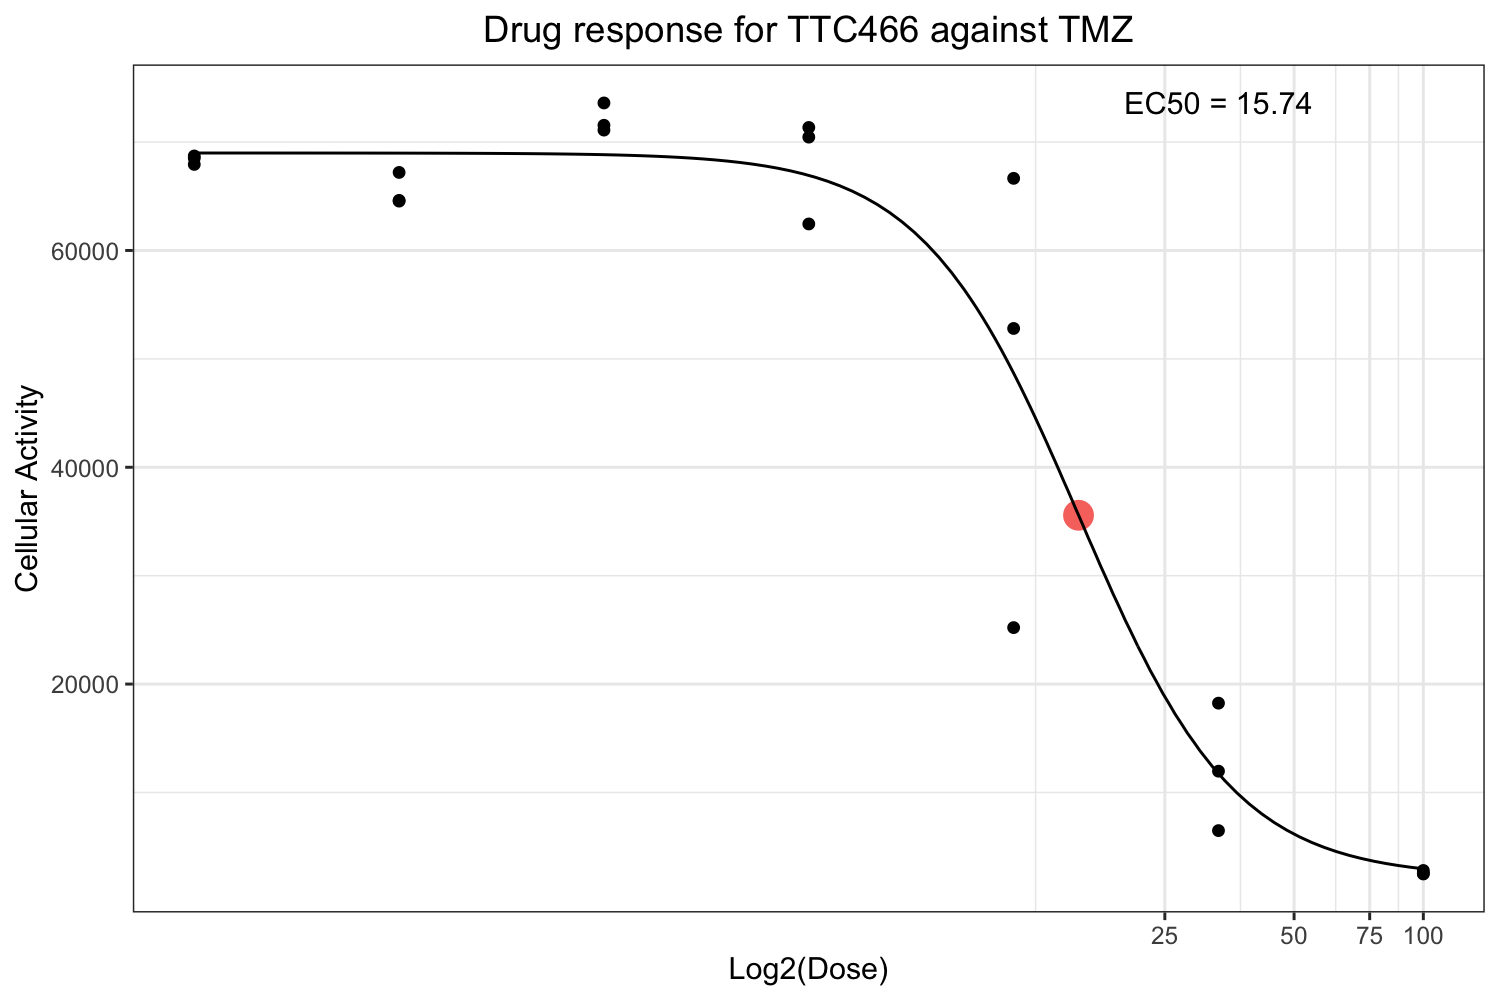 Drug response for TTC466 against TMZ
EC50 = 15.74
60000
40000
20000
Cellular Activity
25 50 75 100
Log2(Dose)